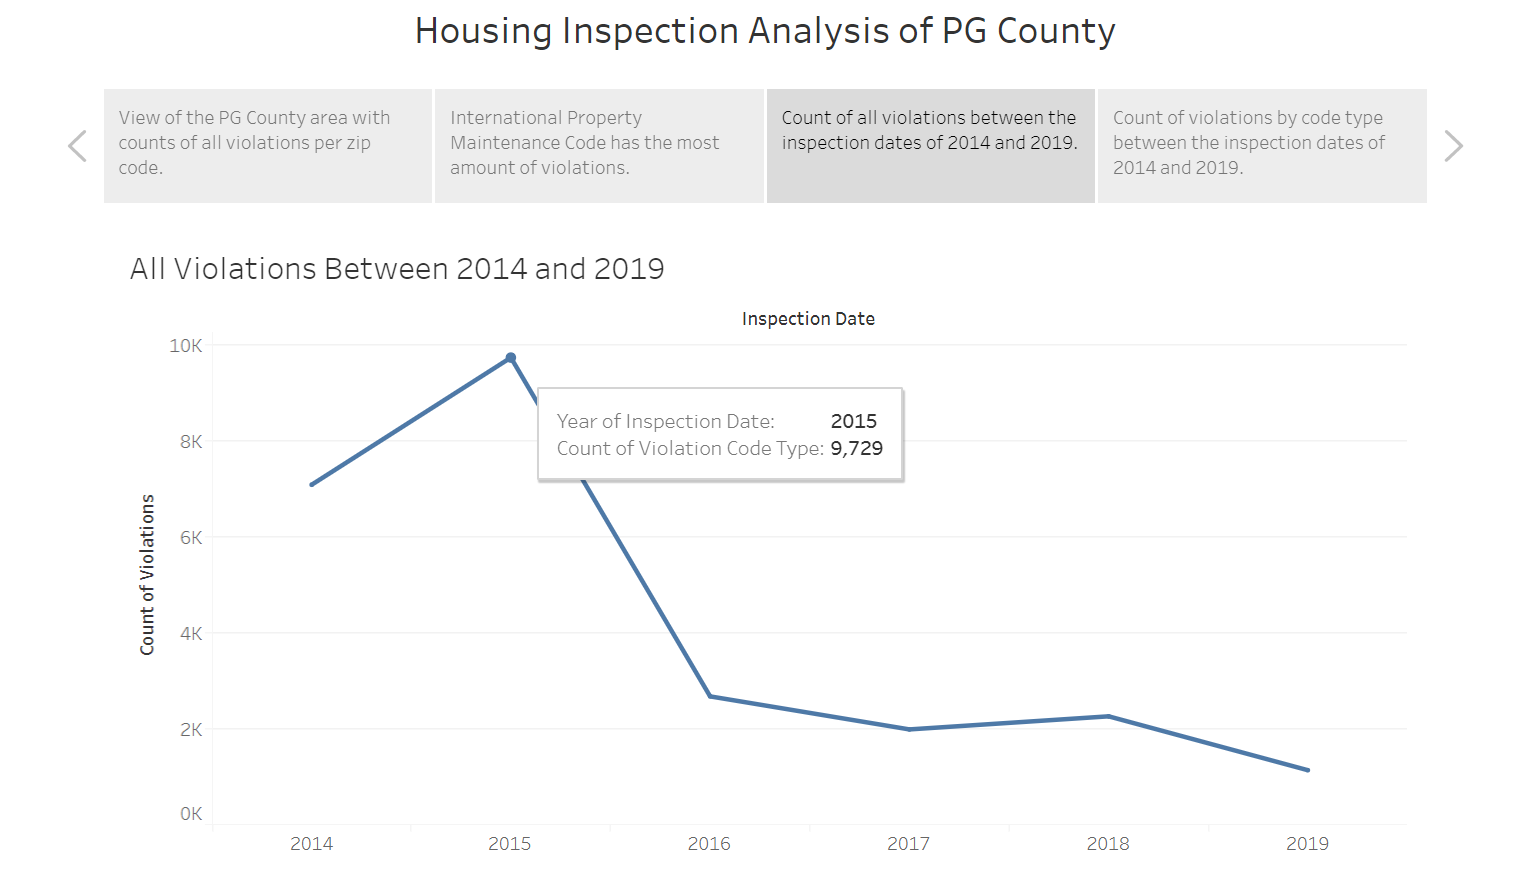 Housing Inspection Analysis of PG County
View of the PG County area with
counts of all violations per zip
code.
International Property
Maintenance Code has the most
amount of violations.
Count of all violations between the
inspection dates of 2014 and 2019.
Count of violations by code type
between the inspection dates of
2014 and 2019.
All Violations Between 2014 and 2019
Inspection Date
10K
8K
6K
4K
2K
0K
Count of Violations
Year of Inspection Date: 2015
Count of Violation Code Type: 9,729
2014 2015 2016 2017 2018 2019